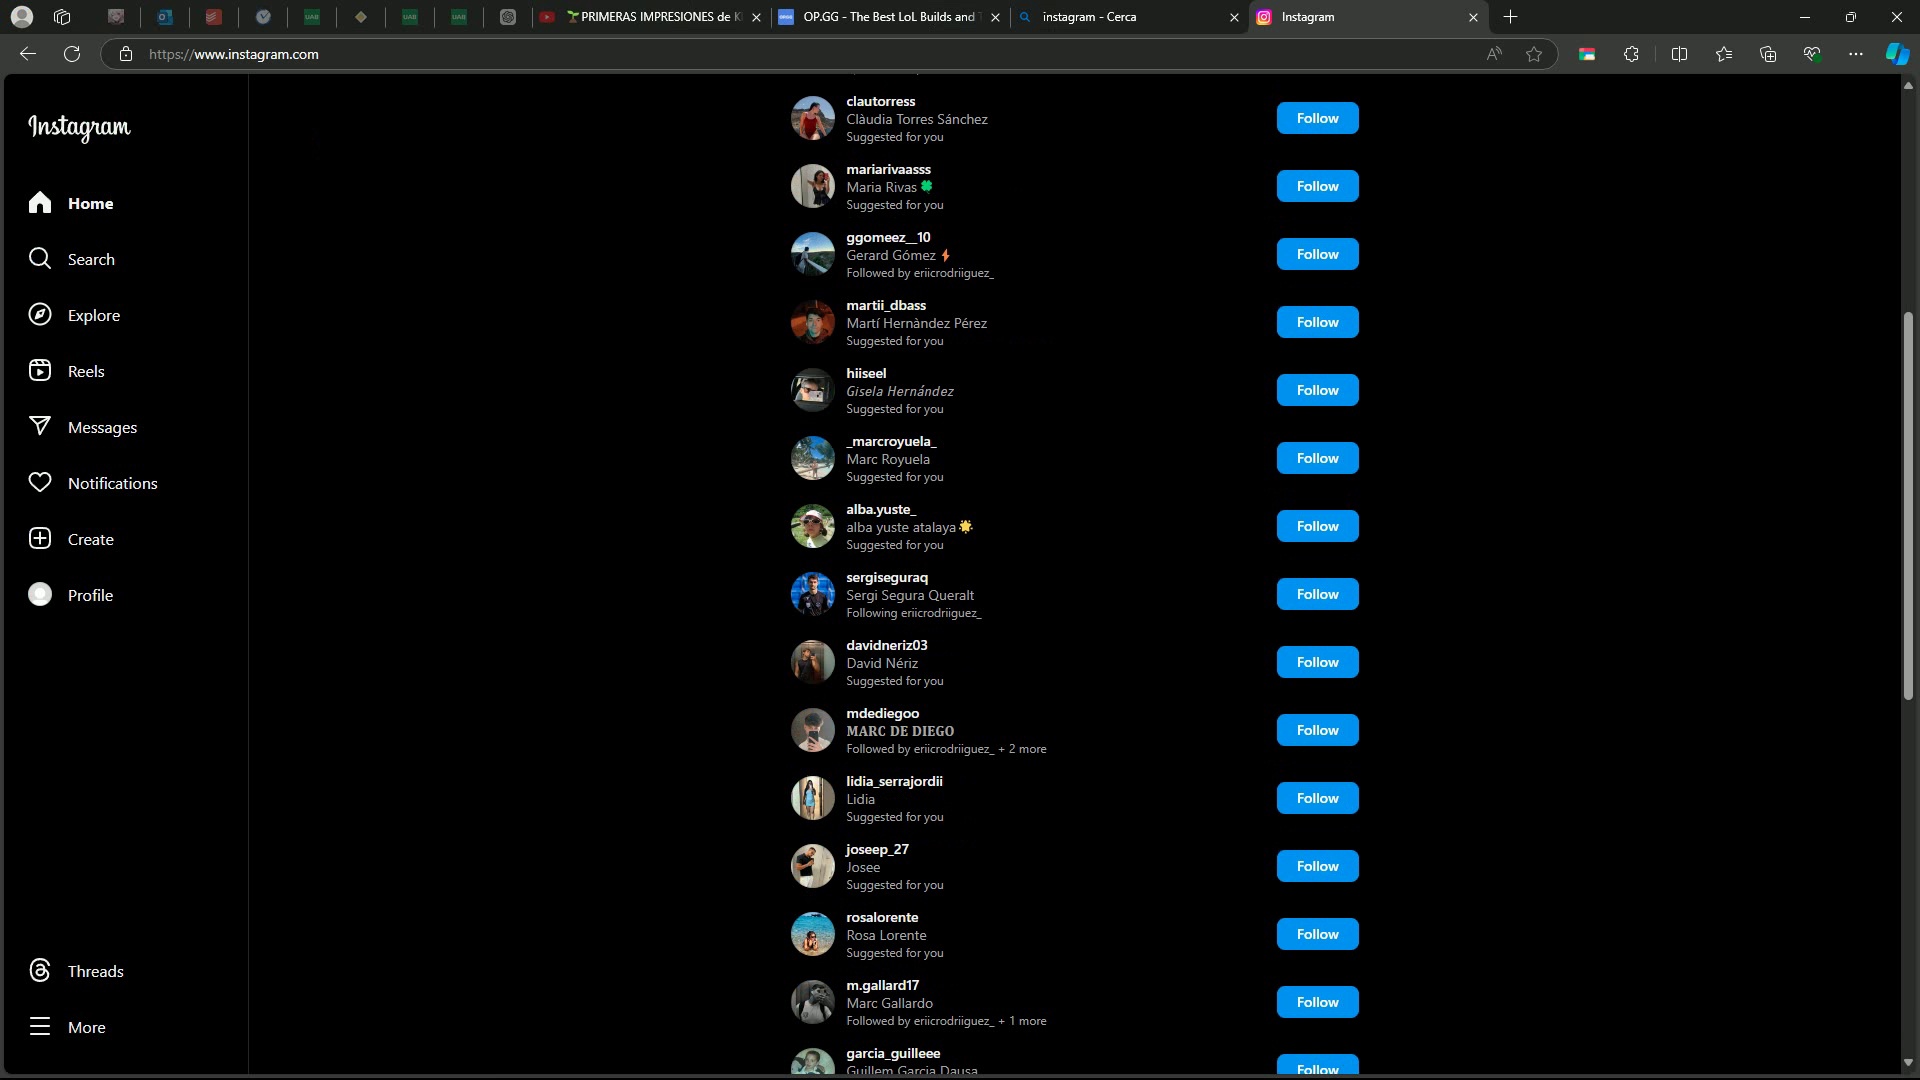 UAB
UAB
UAB
PRIMERAS IMPRESIONES de K
OP.GG
OP.GG - The Best LoL Builds and T
instagram - Cerca
Instagram
https://www.instagram.com
Instagram
Home
Search
Explore
Reels
Messages
Notifications
Create
Profile
Threads
More
clautorress
Clàudia Torres Sánchez
Suggested for you
Follow
mariarivaasss
Maria Rivas 🍀
Suggested for you
Follow
ggomeez__10
Gerard Gómez ⚡
Followed by eriicrodriiguez_
Follow
martii_dbass
Martí Hernàndez Pérez
Suggested for you
Follow
hiiseel
Gisela Hernández
Suggested for you
Follow
_marcroyuela_
Marc Royuela
Suggested for you
Follow
alba.yuste_
alba yuste atalaya 🌟
Suggested for you
Follow
sergiseguraq
Sergi Segura Queralt
Following eriicrodriiguez_
Follow
davidneriz03
David Nériz
Suggested for you
Follow
mdediegoo
MARC DE DIEGO
Followed by eriicrodriiguez_ + 2 more
Follow
lidia_serrajordii
Lidia
Suggested for you
Follow
joseep_27
Josee
Suggested for you
Follow
rosalorente
Rosa Lorente
Suggested for you
Follow
m.gallard17
Marc Gallardo
Followed by eriicrodriiguez_ + 1 more
Follow
garcia_guilleee
Guillem Garcia Dausa
Follow